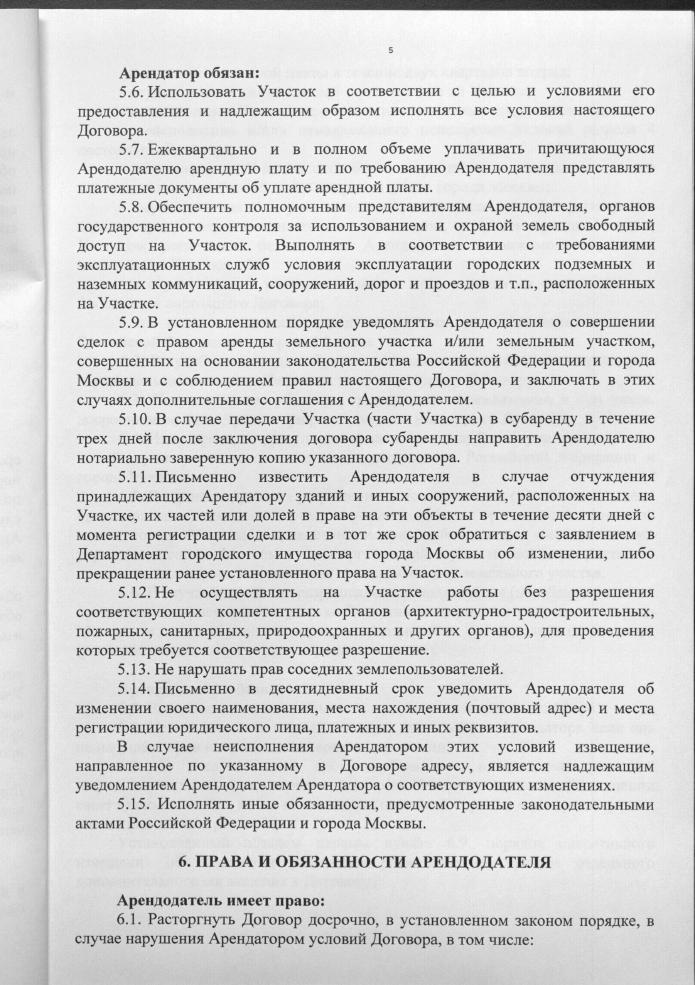 5
Арендатор обязан:
5.6. Использовать Участок в соответствии с целью и условиями его
предоставления и надлежащим образом исполнять все условия настоящего
Договора.
5.7. Ежеквартально и в полном объеме уплачивать причитающуюся
Арендодателю арендную плату и по требованию Арендодателя представлять
платежные документы об уплате арендной платы.
5.8. Обеспечить полномочным представителям Арендодателя, органов
государственного контроля за использованием и охраной земель свободный
доступ на Участок. Выполнять в соответствии с требованиями
эксплуатационных служб условия эксплуатации городских подземных и
наземных коммуникаций, сооружений, дорог и проездов и т.п., расположенных
на Участке.
5.9. В установленном порядке уведомлять Арендодателя о совершении
сделок с правом аренды земельного участка и/или земельным участком,
совершенных на основании законодательства Российской Федерации и города
Москвы и с соблюдением правил настоящего Договора, и заключать в этих
случаях дополнительные соглашения с Арендодателем.
5.10. В случае передачи Участка (части Участка) в субаренду в течение
трех дней после заключения договора субаренды направить Арендодателю
нотариально заверенную копию указанного договора.
5.11. Письменно известить Арендодателя в случае отчуждения
принадлежащих Арендатору зданий и иных сооружений, расположенных на
Участке, их частей или долей в праве на эти объекты в течение десяти дней с
момента регистрации сделки и в тот же срок обратиться с заявлением в
Департамент городского имущества города Москвы об изменении, либо
прекращении ранее установленного права на Участок.
5.12. Не осуществлять на Участке работы без разрешения
соответствующих компетентных органов (архитектурно-градостроительных,
пожарных, санитарных, природоохранных и других органов), для проведения
которых требуется соответствующее разрешение.
5.13. Не нарушать прав соседних землепользователей.
5.14. Письменно в десятидневный срок уведомить Арендодателя об
изменении своего наименования, места нахождения (почтовый адрес) и места
регистрации юридического лица, платежных и иных реквизитов.
В случае неисполнения Арендатором этих условий извещение,
направленное по указанному в Договоре адресу, является надлежащим
уведомлением Арендодателем Арендатора о соответствующих изменениях.
5.15. Исполнять иные обязанности, предусмотренные законодательными
актами Российской Федерации и города Москвы.
6. ПРАВА И ОБЯЗАННОСТИ АРЕНДОДАТЕЛЯ
Арендодатель имеет право:
6.1. Расторгнуть Договор досрочно, в установленном законом порядке, в
случае нарушения Арендатором условий Договора, в том числе: